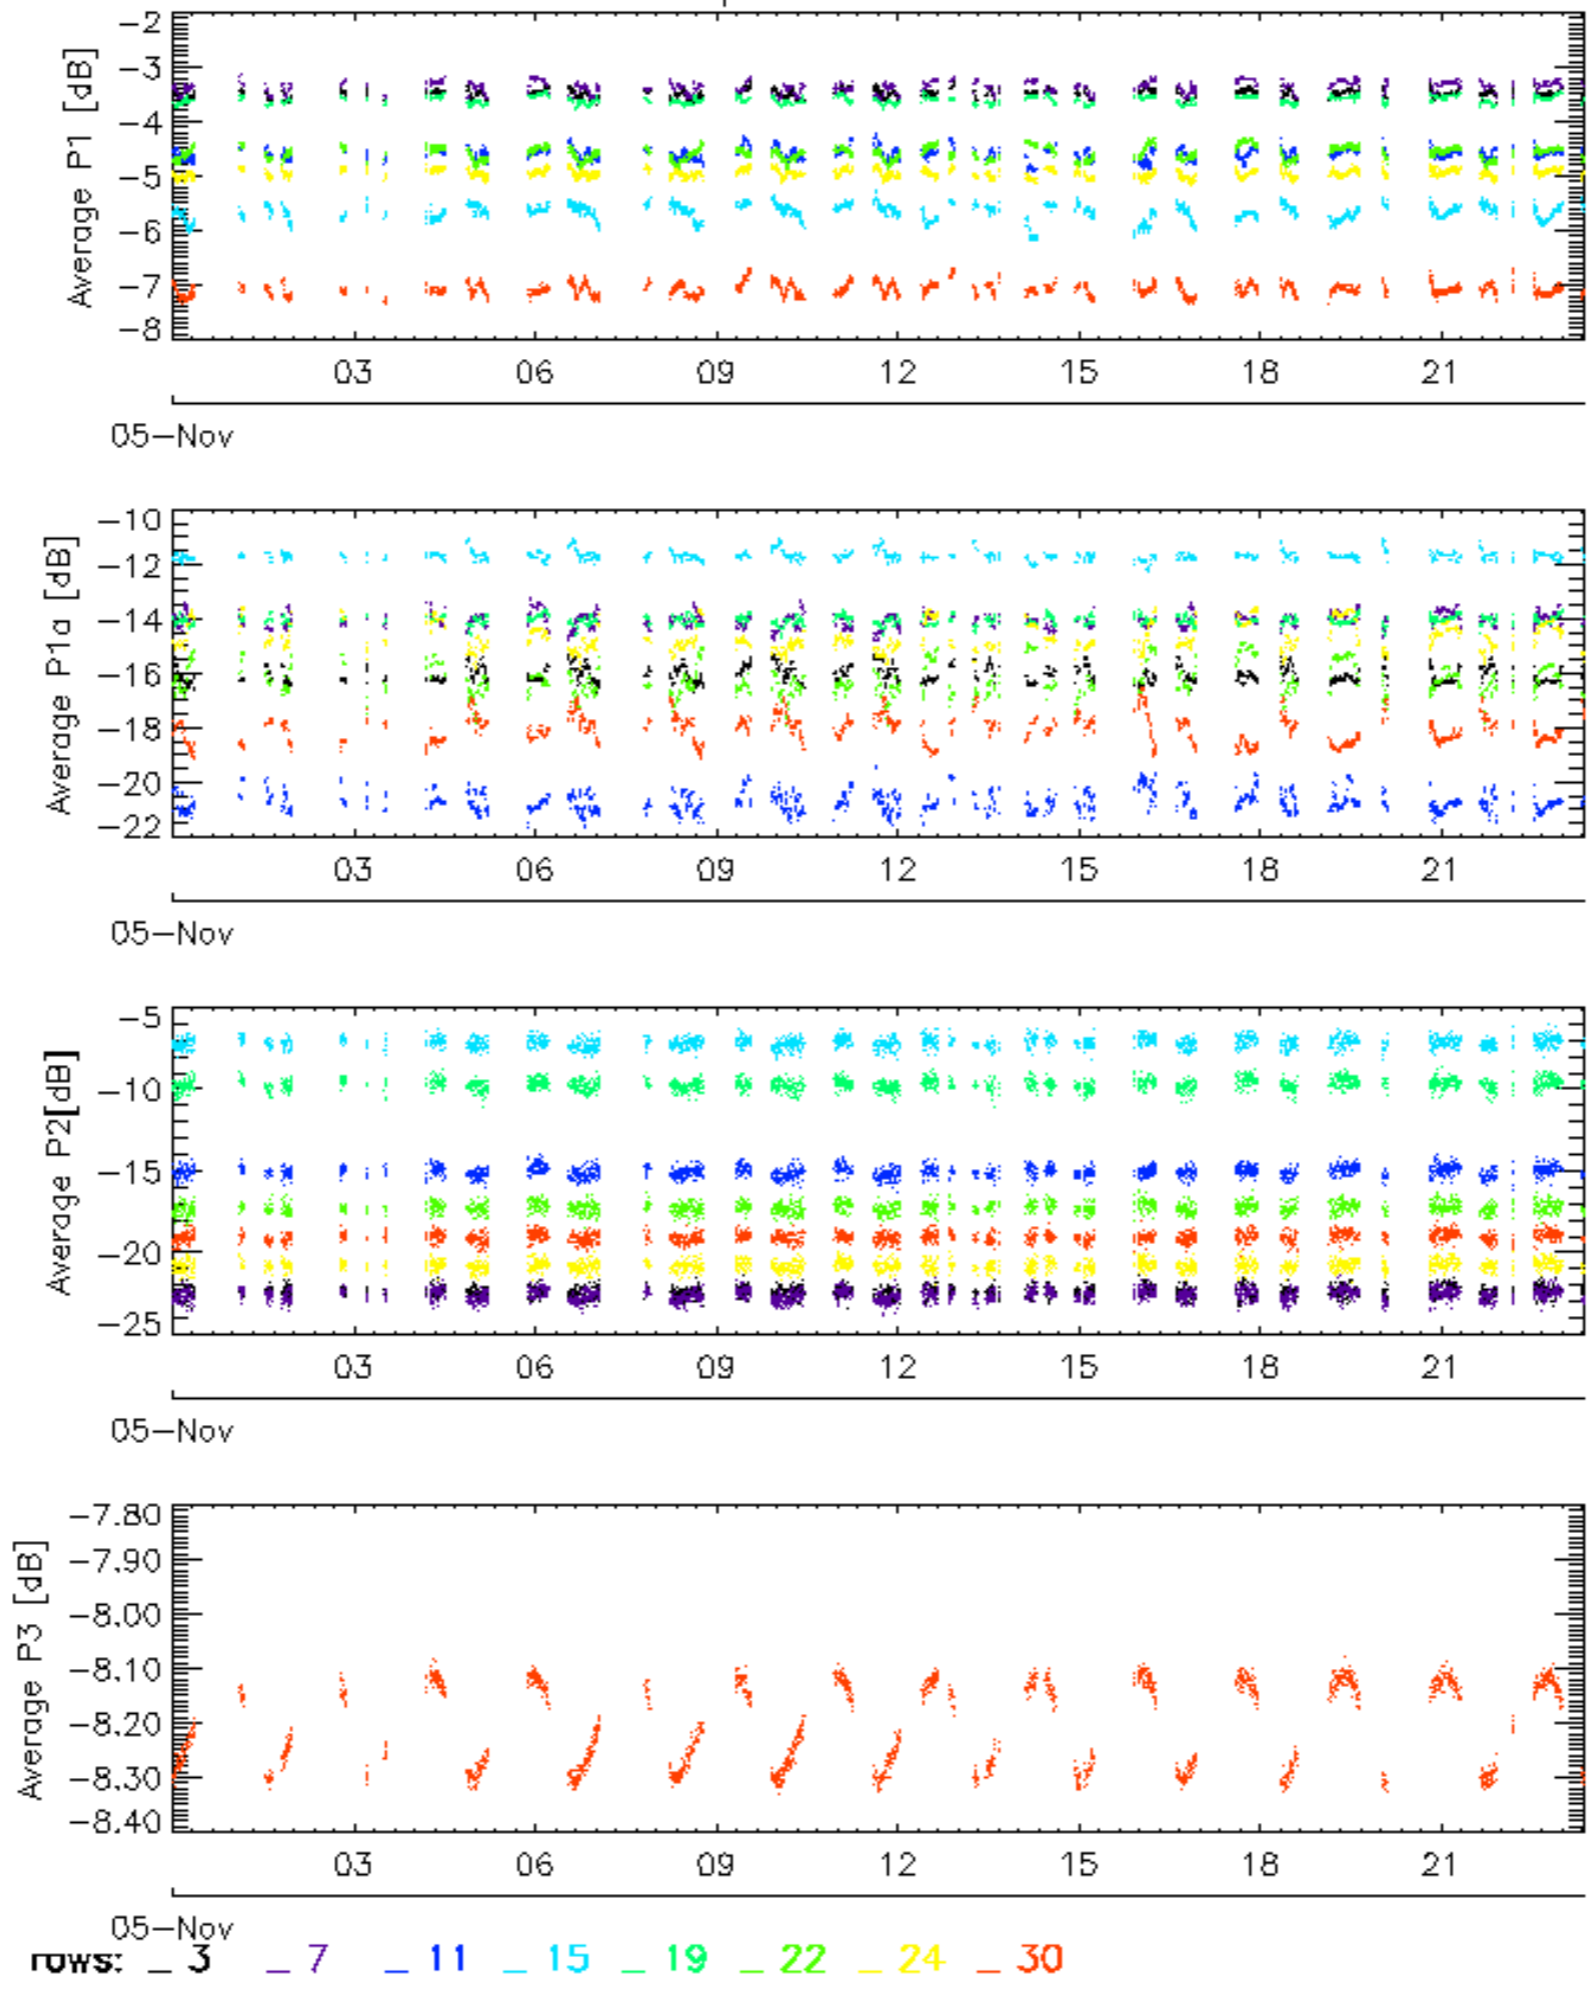 Average P1 [dB]
-2
-3
-4
-5
-6
-7
-8
03 06 09 12 15 18 21
05-Nov
Average P1a [dB]
-10
-12
-14
-16
-18
-20
-22
03 06 09 12 15 18 21
05-Nov
Average P2[dB]
-5
-10
-15
-20
-25
03 06 09 12 15 18 21
05-Nov
Average P3 [dB]
-7.80
-7.90
-8.00
-8.10
-8.20
-8.30
-8.40
03 06 09 12 15 18 21
05-Nov
rows: _ 3 _ 7 _ 11 _ 15 _ 19 _ 22 _ 24 _ 30